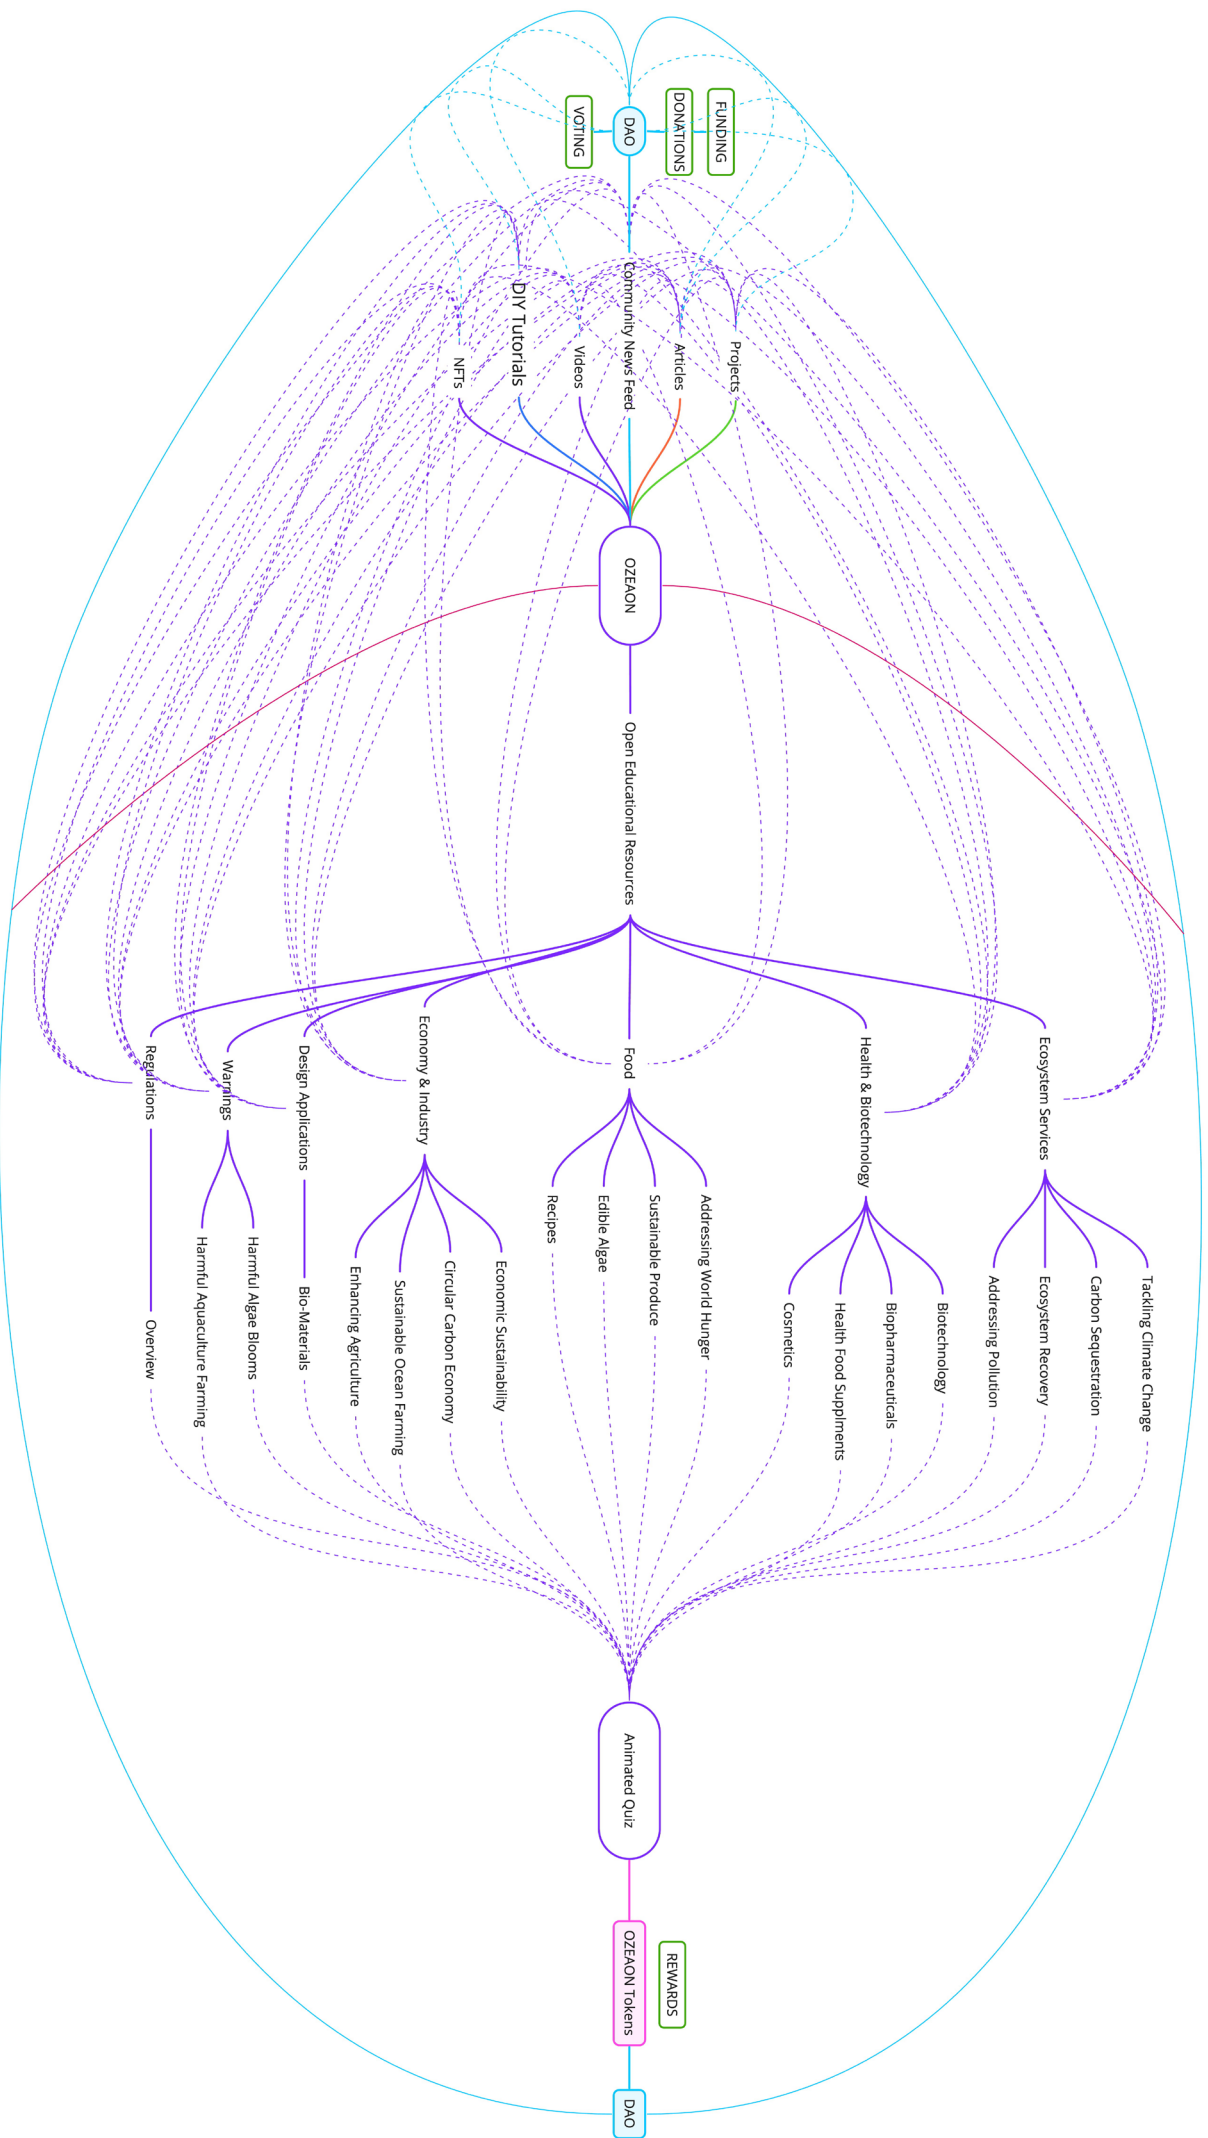 FUNDING
DONATIONS
DAO
VOTING
Projects
Articles
Community News Feed
Videos
DIY Tutorials
NFTs
OZEAON
Open Educational Resources
Ecosystem Services
Tackling Climate Change
Carbon Sequestration
Ecosystem Recovery
Addressing Pollution
Health & Biotechnology
Biotechnology
Biopharmaceuticals
Health Food Supplments
Cosmetics
Food
Addressing World Hunger
Sustainable Produce
Edible Algae
Recipes
Economy & Industry
Economic Sustainability
Circular Carbon Economy
Sustainable Ocean Farming
Enhancing Agriculture
Design Applications
Bio-Materials
Warnings
Harmful Algae Blooms
Harmful Aquaculture Farming
Regulations
Overview
Animated Quiz
REWARDS
OZEAON Tokens
DAO